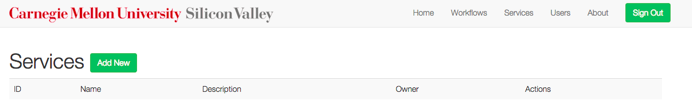 Carnegie Mellon University Silicon Valley Home Workflows Services Users About Sign Out
Services Add New
ID Name Description Owner Actions